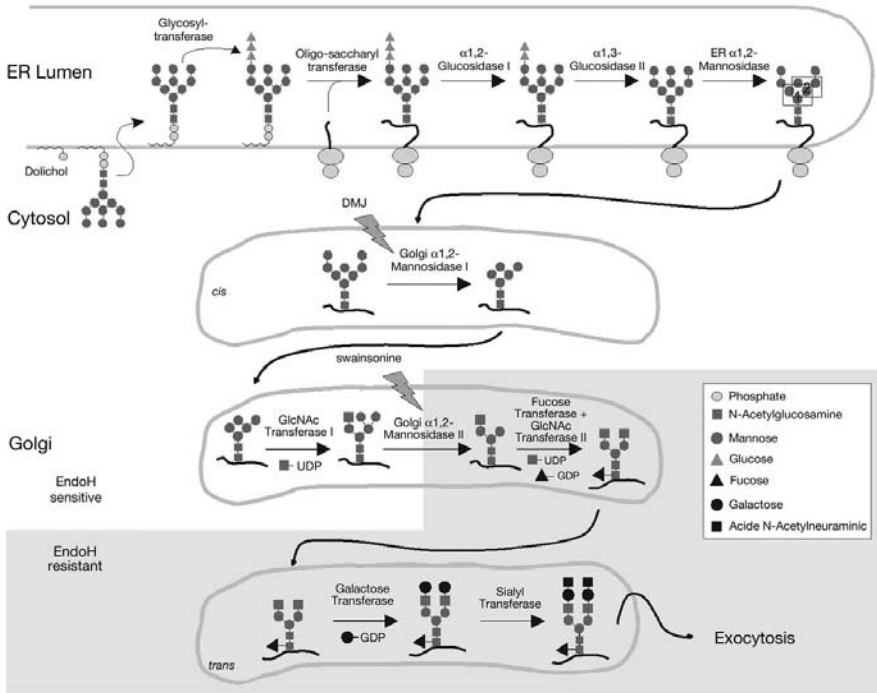 Glycosyl-
transferase
ER Lumen
Oligo-saccharyl
transferase
α1,2-
Glucosidase I
α1,3-
Glucosidase II
ER α1,2-
Mannosidase
Dolichol
Cytosol
DMJ
Golgi α1,2-
Mannosidase I
cis
swainsonine
Golgi
GlcNAc
Transferase I
UDP
Golgi α1,2-
Mannosidase II
Fucose
Transferase +
GlcNAc
Transferase II
UDP
GDP
EndoH
sensitive
Phosphate
N-Acetylglucosamine
Mannose
Glucose
Fucose
Galactose
Acide N-Acetylneuraminic
EndoH
resistant
Galactose
Transferase
GDP
Sialyl
Transferase
trans
Exocytosis